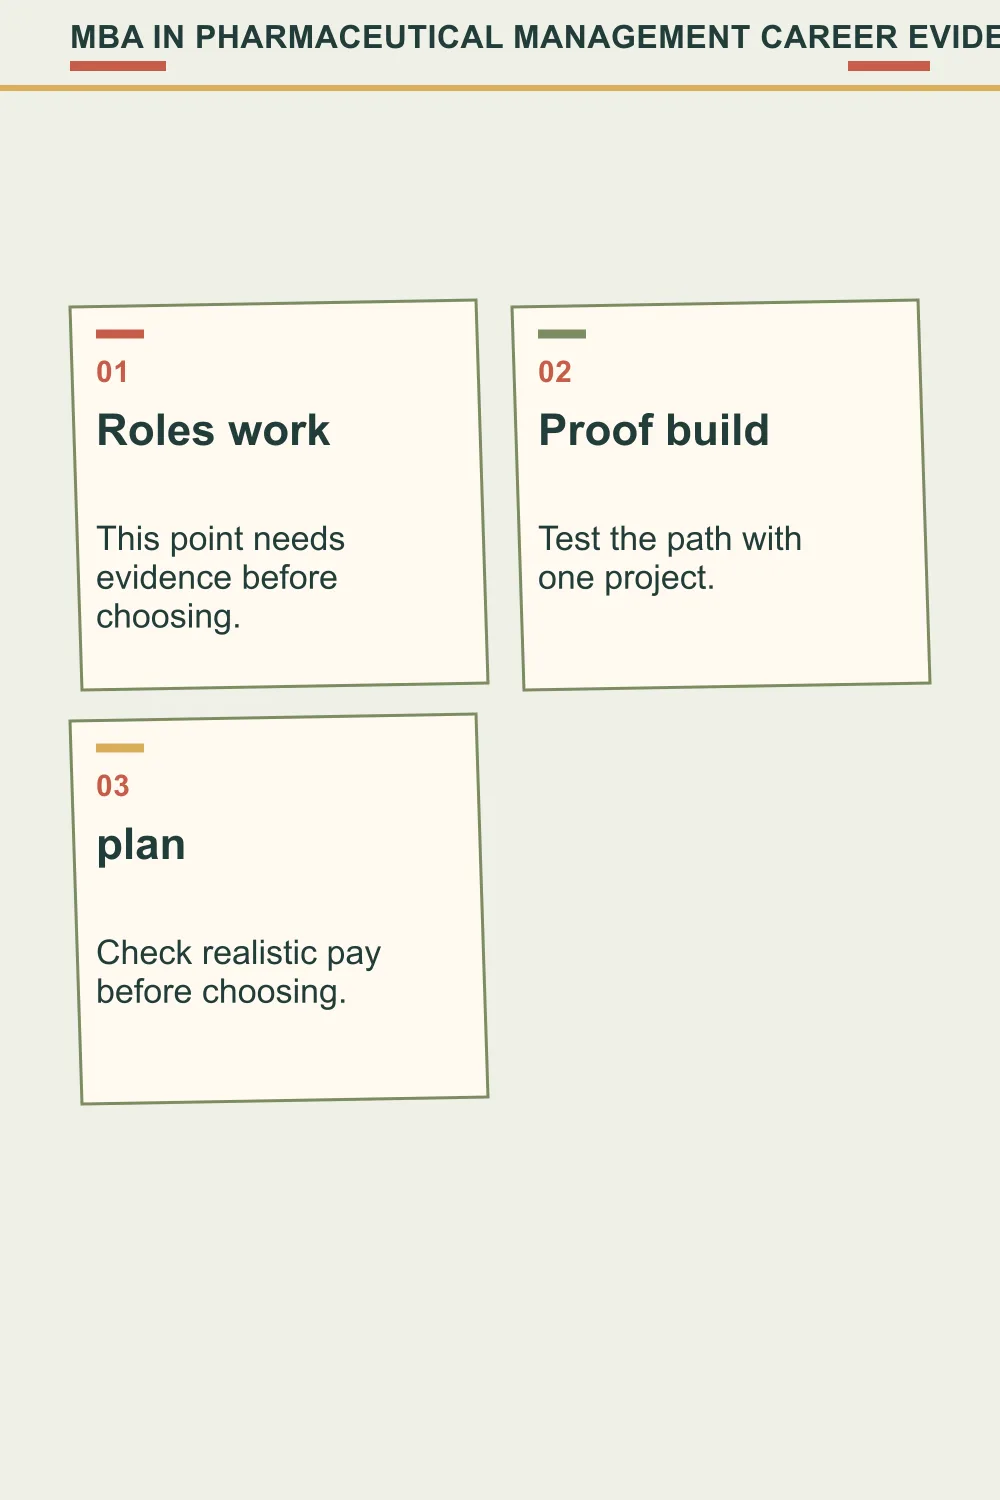 MBA IN PHARMACEUTICAL MANAGEMENT CAREER EVIDE
01
Roles work
This point needs
evidence before
choosing.
02
Proof build
Test the path with
one project.
03
plan
Check realistic pay
before choosing.